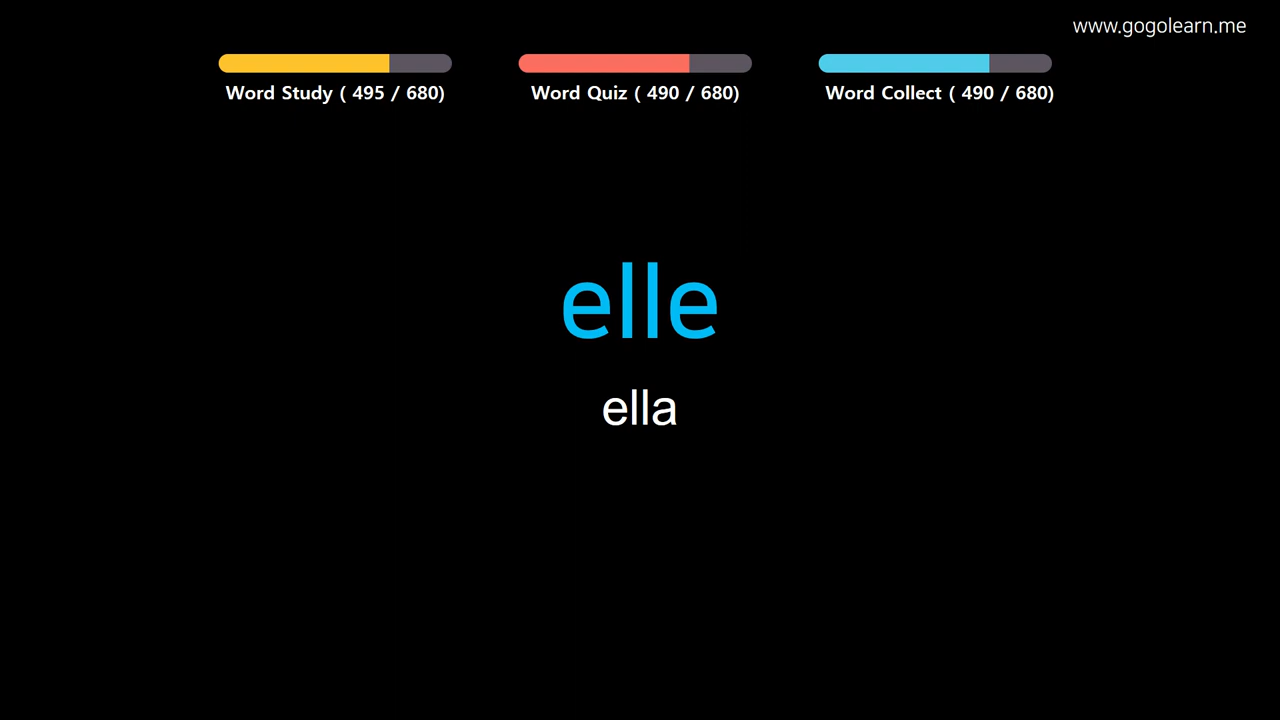 www.gogolearn.me
Word Study ( 495 / 680)
Word Quiz ( 490 / 680)
Word Collect ( 490 / 680)
elle
ella